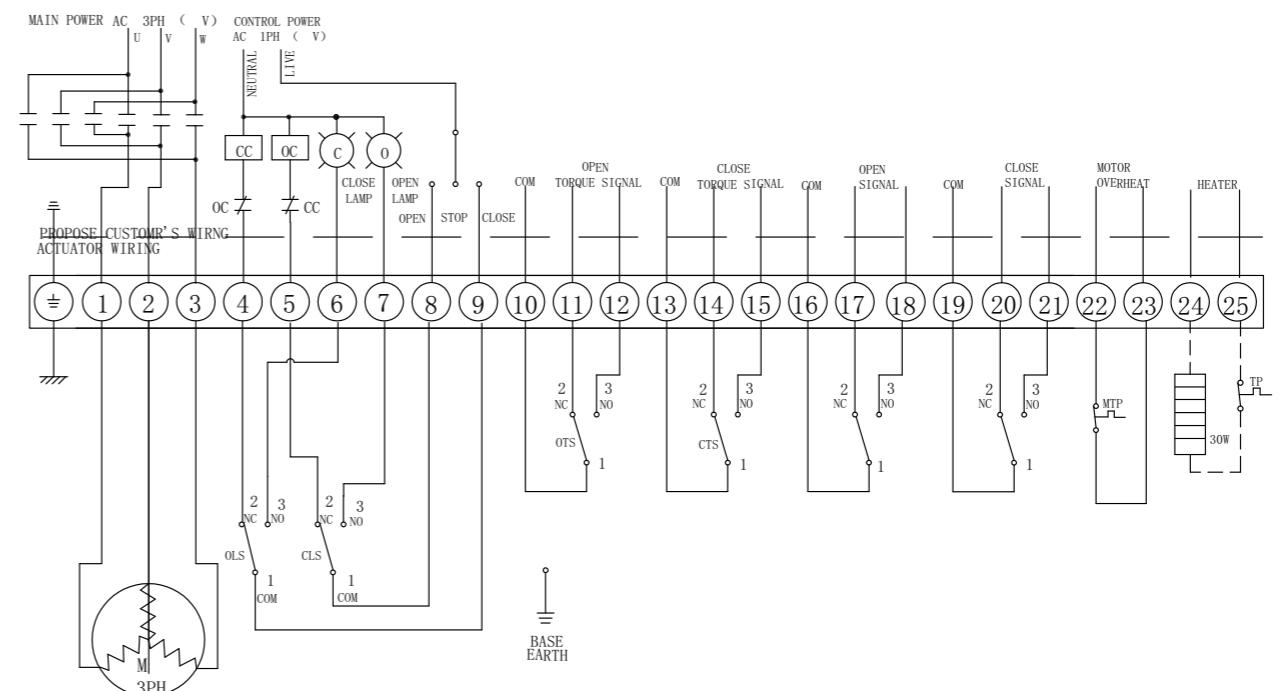 MAIN POWER AC 3PH ( V)
CONTROL POWER
AC 1PH ( V)
U
V
W
NEUTRAL
LIVE
CC
OC
C
O
OC
CC
CLOSE
LAMP
OPEN
LAMP
OPEN
STOP
CLOSE
COM
OPEN
TORQUE SIGNAL
COM
CLOSE
TORQUE SIGNAL
COM
OPEN
SIGNAL
COM
CLOSE
SIGNAL
MOTOR
OVERHEAT
HEATER
PROPOSE CUSTOMR'S WIRNG
ACTUATOR WIRING
1
2
3
4
5
6
7
8
9
10
11
12
13
14
15
16
17
18
19
20
21
22
23
24
25
2
NC
3
NO
OTS
1
2
NC
3
NO
CTS
1
2
NC
3
NO
1
2
NC
3
NO
1
MTP
TP
30W
2
NC
3
NO
OLS
1
COM
2
NC
3
NO
CLS
1
COM
BASE
EARTH
M
3PH